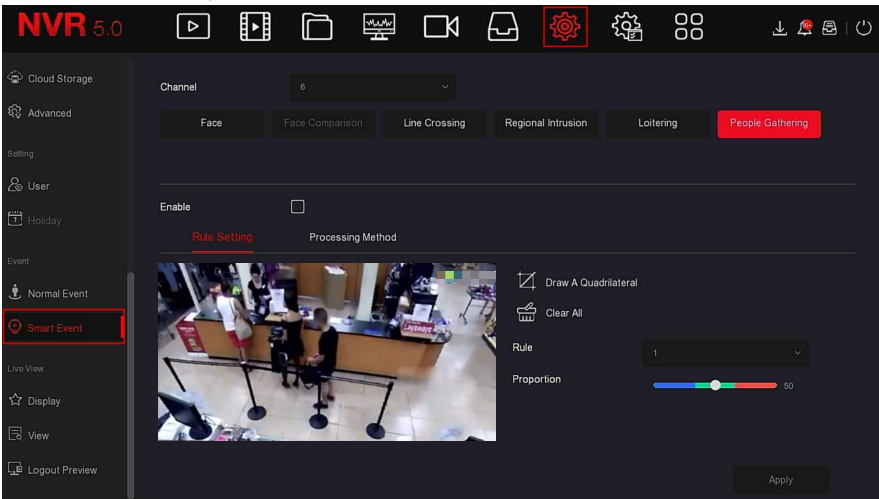 NVR 5.0
Cloud Storage
Advanced
Setting
User
Holiday
Event
Normal Event
Smart Event
Live View
Display
View
Logout Preview
Channel 6
Face Face Comparison Line Crossing Regional Intrusion Loitering People Gathering
Enable
Rule Setting Processing Method
Draw A Quadrilateral
Clear All
Rule 1
Proportion 50
Layaways
Apply